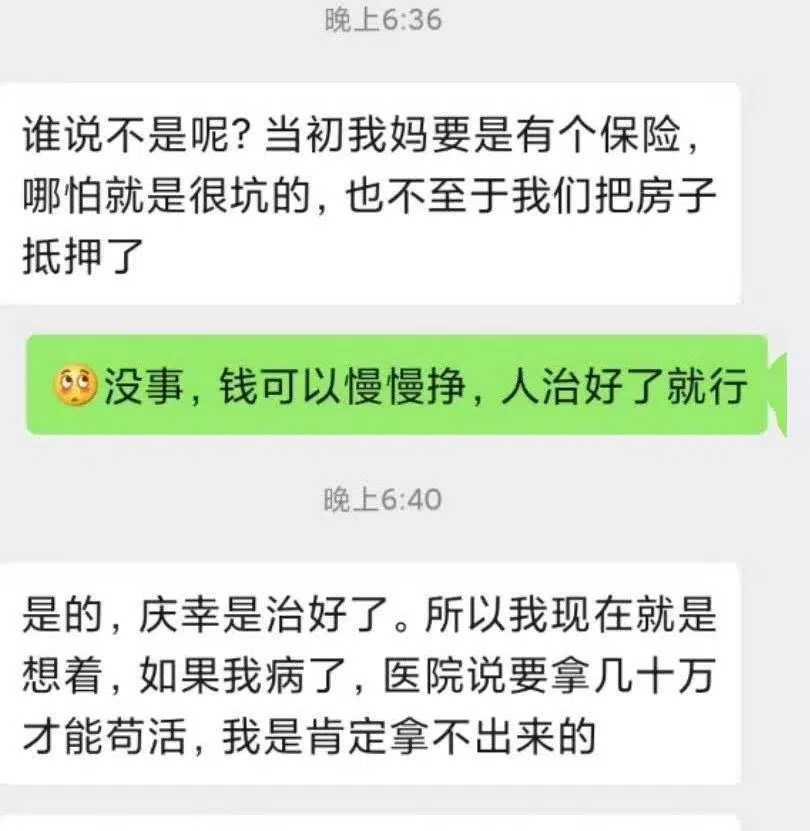 晚上6:36
谁说不是呢？当初我妈要是有个保险，
哪怕就是很坑的，也不至于我们把房子
抵押了
没事，钱可以慢慢挣，人治好了就行
晚上6:40
是的，庆幸是治好了。所以我现在就是
想着，如果我病了，医院说要拿几十万
才能苟活，我是肯定拿不出来的